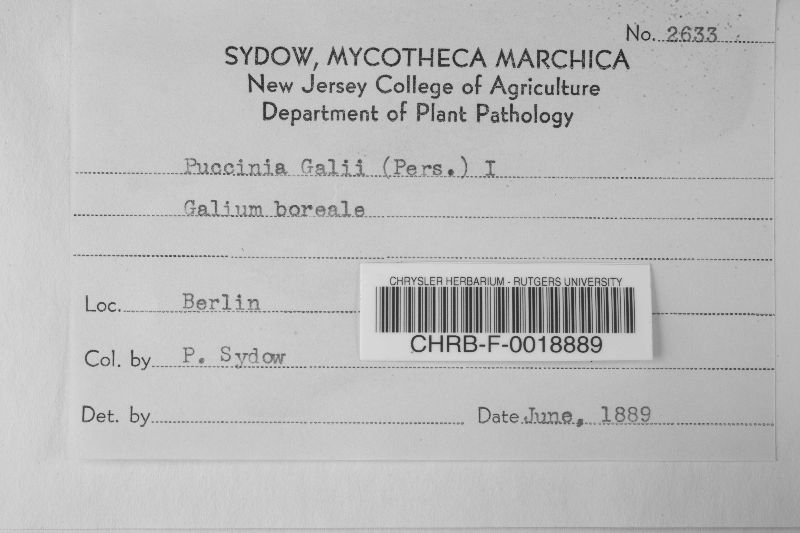 No. 2633
SYDOW, MYCOTHECA MARCHICA
New Jersey College of Agriculture
Department of Plant Pathology
Puccinia Galii (Pers.) I
Galium boreale
CHRYSLER HERBARIUM - RUTGERS UNIVERSITY
CHRB-F-0018889
Loc. Berlin
Col. by P. Sydow
Det. by
Date June, 1889